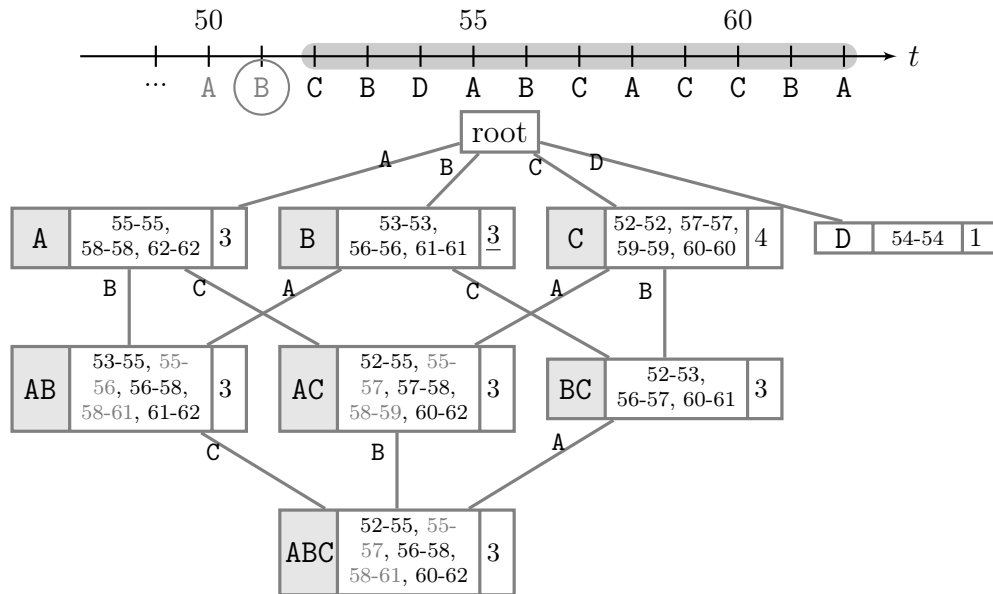 50 55 60
t
... A B C B D A B C A C C B A
root
A B C D
A 55-55, 58-58, 62-62 3
B 53-53, 56-56, 61-61 3
C 52-52, 57-57, 59-59, 60-60 4
D 54-54 1
B C A C A B
AB 53-55, 55-56, 56-58, 58-61, 61-62 3
AC 52-55, 55-57, 57-58, 58-59, 60-62 3
BC 52-53, 56-57, 60-61 3
C B A
ABC 52-55, 55-57, 56-58, 58-61, 60-62 3